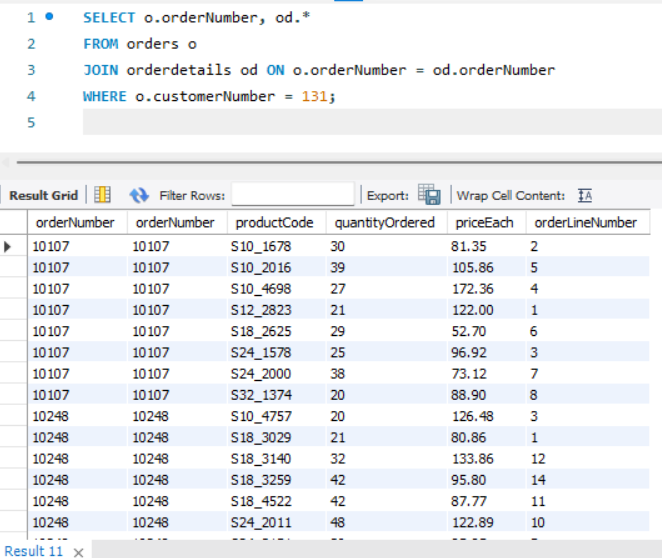 1 SELECT o.orderNumber, od.*
2 FROM orders o
3 JOIN orderdetails od ON o.orderNumber = od.orderNumber
4 WHERE o.customerNumber = 131;
5
Result Grid Filter Rows: Export: Wrap Cell Content: IA
orderNumber orderNumber productCode quantityOrdered priceEach orderLineNumber
10107 10107 S10_1678 30 81.35 2
10107 10107 S10_2016 39 105.86 5
10107 10107 S10_4698 27 172.36 4
10107 10107 S12_2823 21 122.00 1
10107 10107 S18_2625 29 52.70 6
10107 10107 S24_1578 25 96.92 3
10107 10107 S24_2000 38 73.12 7
10107 10107 S32_1374 20 88.90 8
10248 10248 S10_4757 20 126.48 3
10248 10248 S18_3029 21 80.86 1
10248 10248 S18_3140 32 133.86 12
10248 10248 S18_3259 42 95.80 14
10248 10248 S18_4522 42 87.77 11
10248 10248 S24_2011 48 122.89 10
Result 11